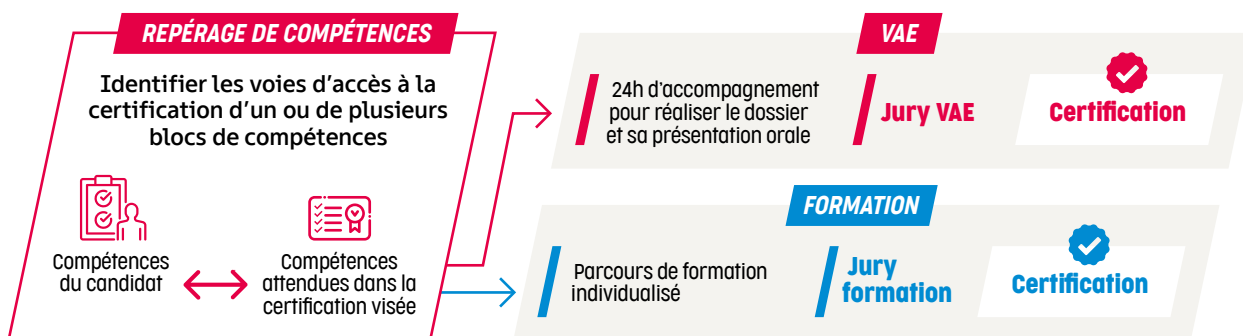 REPÉRAGE DE COMPÉTENCES
Identifier les voies d’accès à la
certification d’un ou de plusieurs
blocs de compétences
Compétences
du candidat
Compétences
attendues dans la
certification visée
VAE
24h d’accompagnement
pour réaliser le dossier
et sa présentation orale
Jury VAE
Certification
FORMATION
Parcours de formation
individualisé
Jury
formation
Certification